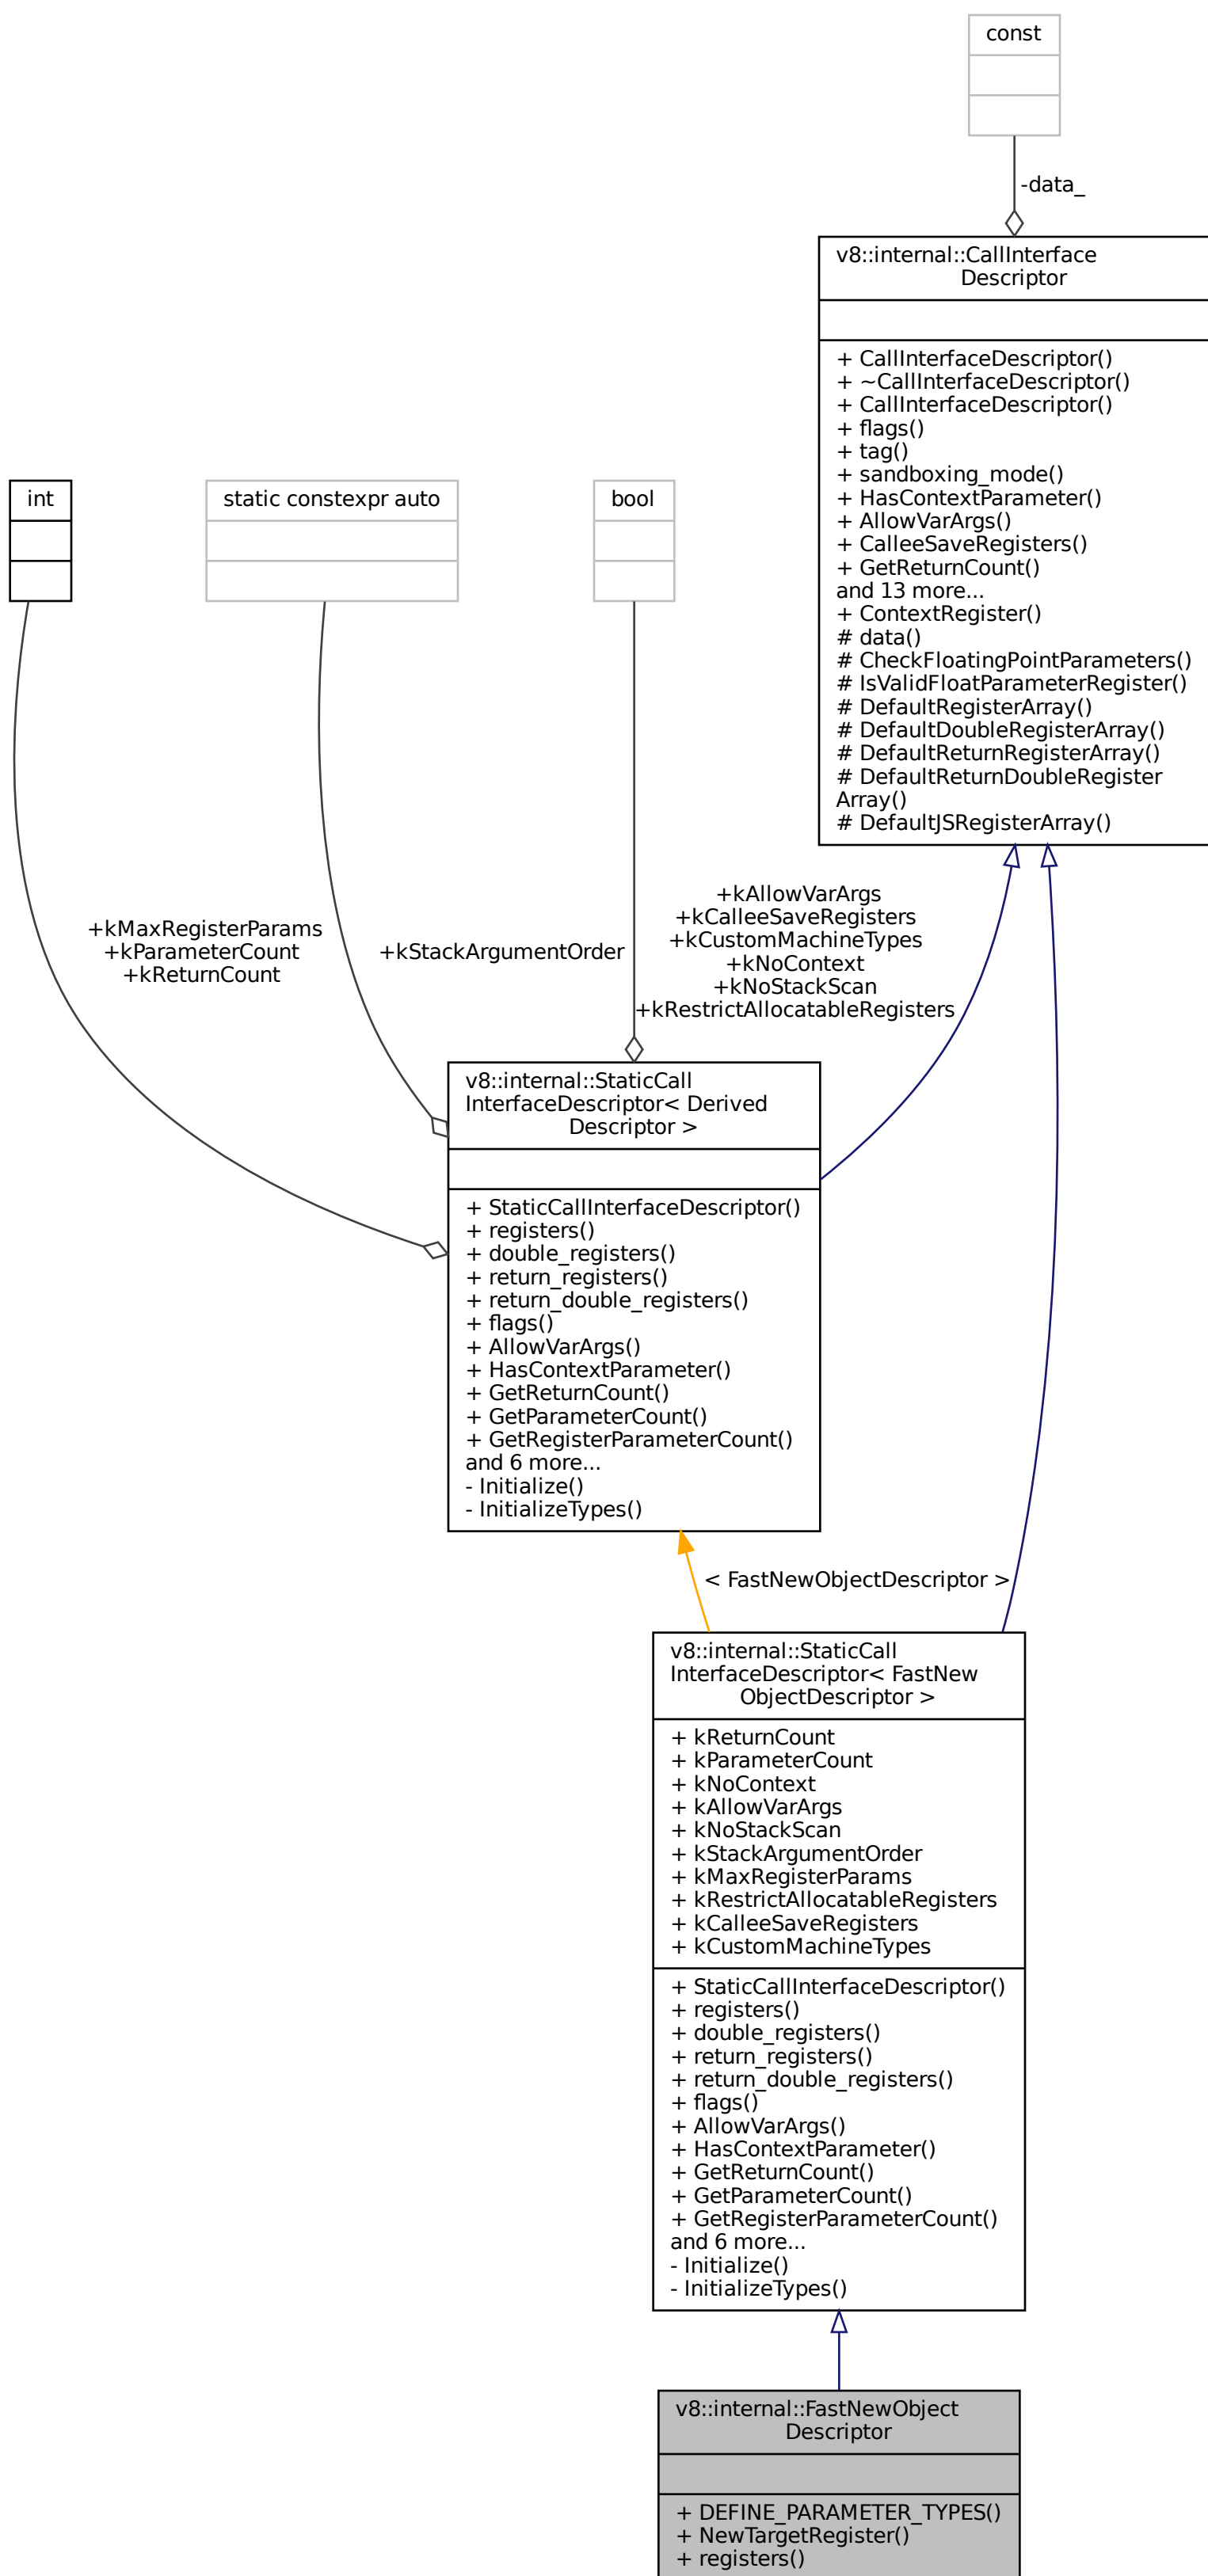 const
-data_
v8::internal::CallInterface
Descriptor
+ CallInterfaceDescriptor()
+ ~CallInterfaceDescriptor()
+ CallInterfaceDescriptor()
+ flags()
+ tag()
+ sandboxing_mode()
+ HasContextParameter()
+ AllowVarArgs()
+ CalleeSaveRegisters()
+ GetReturnCount()
and 13 more...
+ ContextRegister()
# data()
# CheckFloatingPointParameters()
# IsValidFloatParameterRegister()
# DefaultRegisterArray()
# DefaultDoubleRegisterArray()
# DefaultReturnRegisterArray()
# DefaultReturnDoubleRegister
Array()
# DefaultJSRegisterArray()
int
static constexpr auto
bool
+kMaxRegisterParams
+kParameterCount
+kReturnCount
+kStackArgumentOrder
+kAllowVarArgs
+kCalleeSaveRegisters
+kCustomMachineTypes
+kNoContext
+kNoStackScan
+kRestrictAllocatableRegisters
v8::internal::StaticCall
InterfaceDescriptor< Derived
Descriptor >
+ StaticCallInterfaceDescriptor()
+ registers()
+ double_registers()
+ return_registers()
+ return_double_registers()
+ flags()
+ AllowVarArgs()
+ HasContextParameter()
+ GetReturnCount()
+ GetParameterCount()
+ GetRegisterParameterCount()
and 6 more...
- Initialize()
- InitializeTypes()
< FastNewObjectDescriptor >
v8::internal::StaticCall
InterfaceDescriptor< FastNew
ObjectDescriptor >
+ kReturnCount
+ kParameterCount
+ kNoContext
+ kAllowVarArgs
+ kNoStackScan
+ kStackArgumentOrder
+ kMaxRegisterParams
+ kRestrictAllocatableRegisters
+ kCalleeSaveRegisters
+ kCustomMachineTypes
+ StaticCallInterfaceDescriptor()
+ registers()
+ double_registers()
+ return_registers()
+ return_double_registers()
+ flags()
+ AllowVarArgs()
+ HasContextParameter()
+ GetReturnCount()
+ GetParameterCount()
+ GetRegisterParameterCount()
and 6 more...
- Initialize()
- InitializeTypes()
v8::internal::FastNewObject
Descriptor
+ DEFINE_PARAMETER_TYPES()
+ NewTargetRegister()
+ registers()